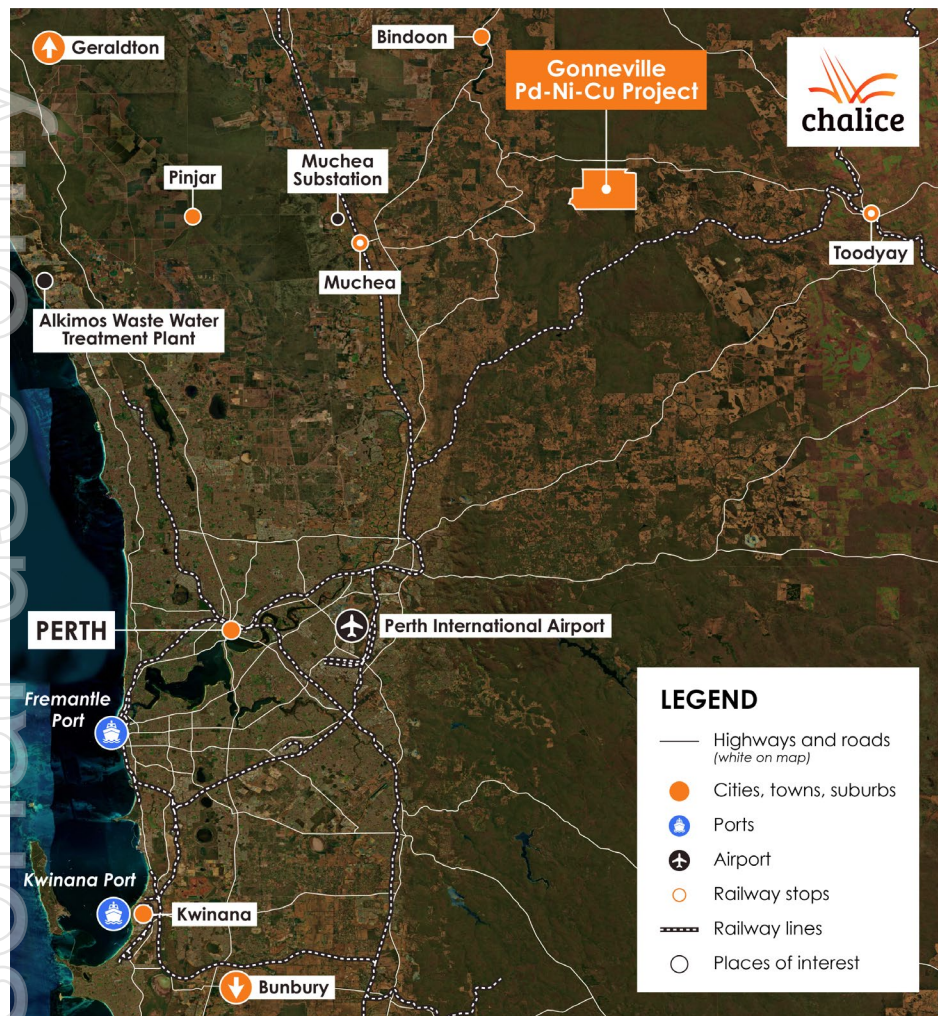 Geraldton
Bindoon
Gonneville
Pd-Ni-Cu Project
chalice
Pinjar
Muchea
Substation
Muchea
Toodyay
Alkimos Waste Water
Treatment Plant
PERTH
Perth International Airport
Fremantle
Port
Kwinana Port
Kwinana
Bunbury
LEGEND
Highways and roads
(white on map)
Cities, towns, suburbs
Ports
Airport
Railway stops
Railway lines
Places of interest